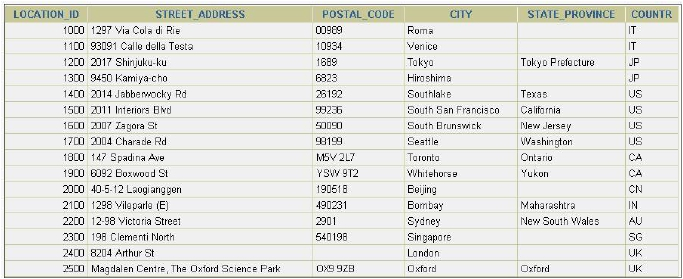 LOCATION_ID STREET_ADDRESS POSTAL_CODE CITY STATE_PROVINCE COUNTR
1000 1297 Via Cola di Rie 00989 Roma IT
1100 93091 Calle della Testa 10934 Venice IT
1200 2017 Shinjuku-ku 1689 Tokyo Tokyo Prefecture JP
1300 9450 Kamiya-cho 6823 Hiroshima JP
1400 2014 Jabberwocky Rd 26192 Southlake Texas US
1500 2011 Interiors Blvd 99236 South San Francisco California US
1600 2007 Zagora St 50090 South Brunswick New Jersey US
1700 2004 Charade Rd 98199 Seattle Washington US
1800 147 Spadina Ave M5V 2L7 Toronto Ontario CA
1900 6092 Boxwood St YSW 9T2 Whitehorse Yukon CA
2000 40-5-12 Laogianggen 190518 Beijing CN
2100 1298 Vileparle (E) 490231 Bombay Maharashtra IN
2200 12-98 Victoria Street 2901 Sydney New South Wales AU
2300 198 Clementi North 540198 Singapore SG
2400 8204 Arthur St London UK
2500 Magdalen Centre, The Oxford Science Park OX9 9ZB Oxford Oxford UK